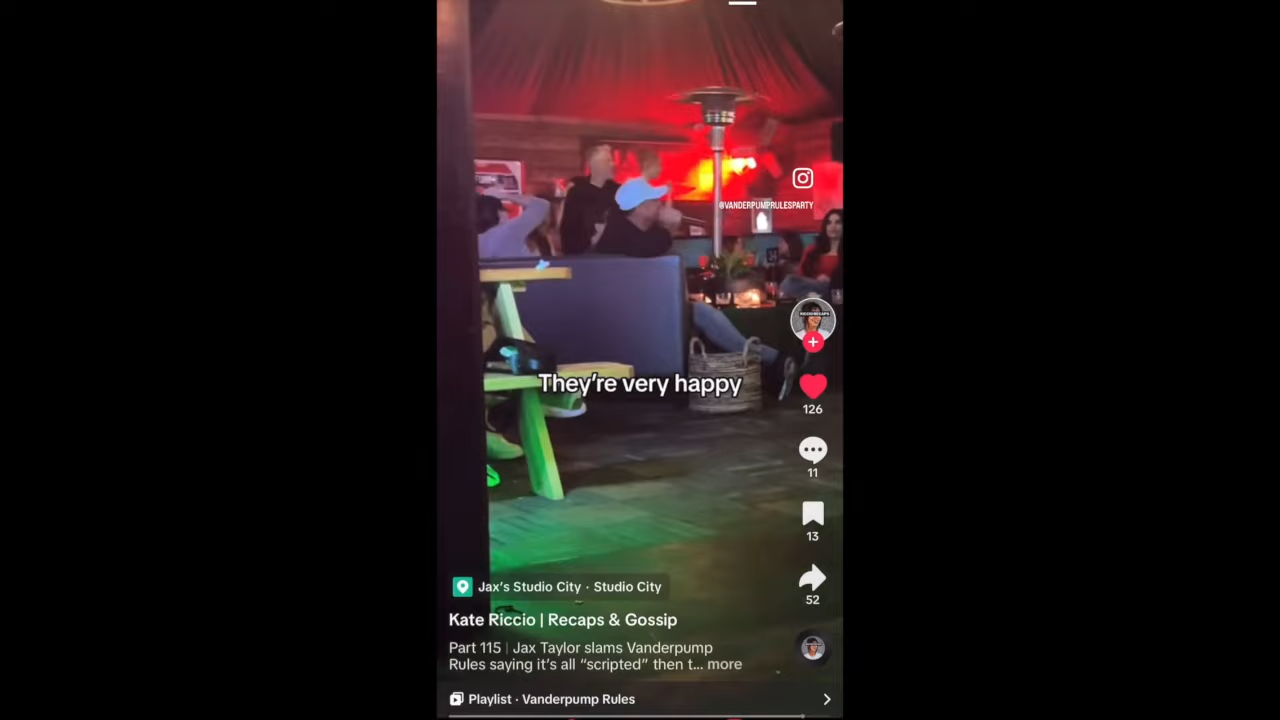 @VANDERPUMPRULESPARTY
They're very happy
126
11
13
52
Jax's Studio City · Studio City
Kate Riccio | Recaps & Gossip
Part 115 | Jax Taylor slams Vanderpump
Rules saying it's all “scripted” then t... more
Playlist · Vanderpump Rules